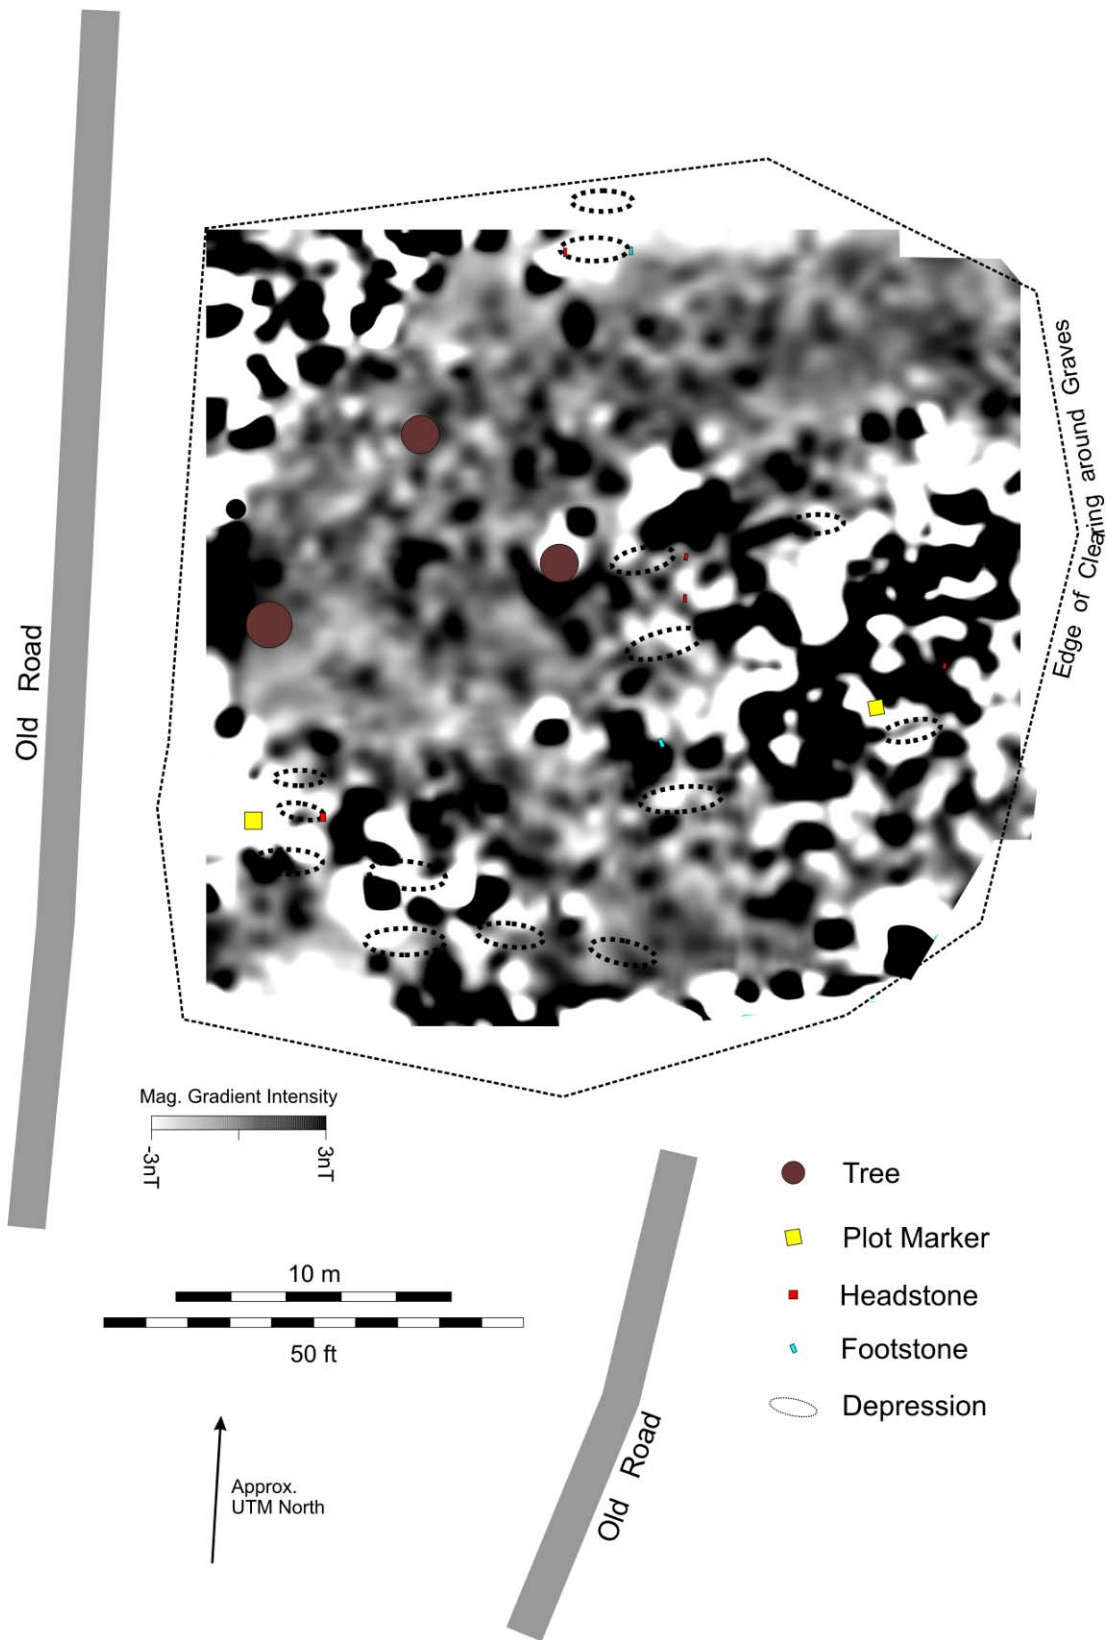 Old Road
Edge of Clearing around Graves
Mag. Gradient Intensity
-3nT
3nT
10 m
50 ft
Approx.
UTM North
Old Road
Tree
Plot Marker
Headstone
Footstone
Depression